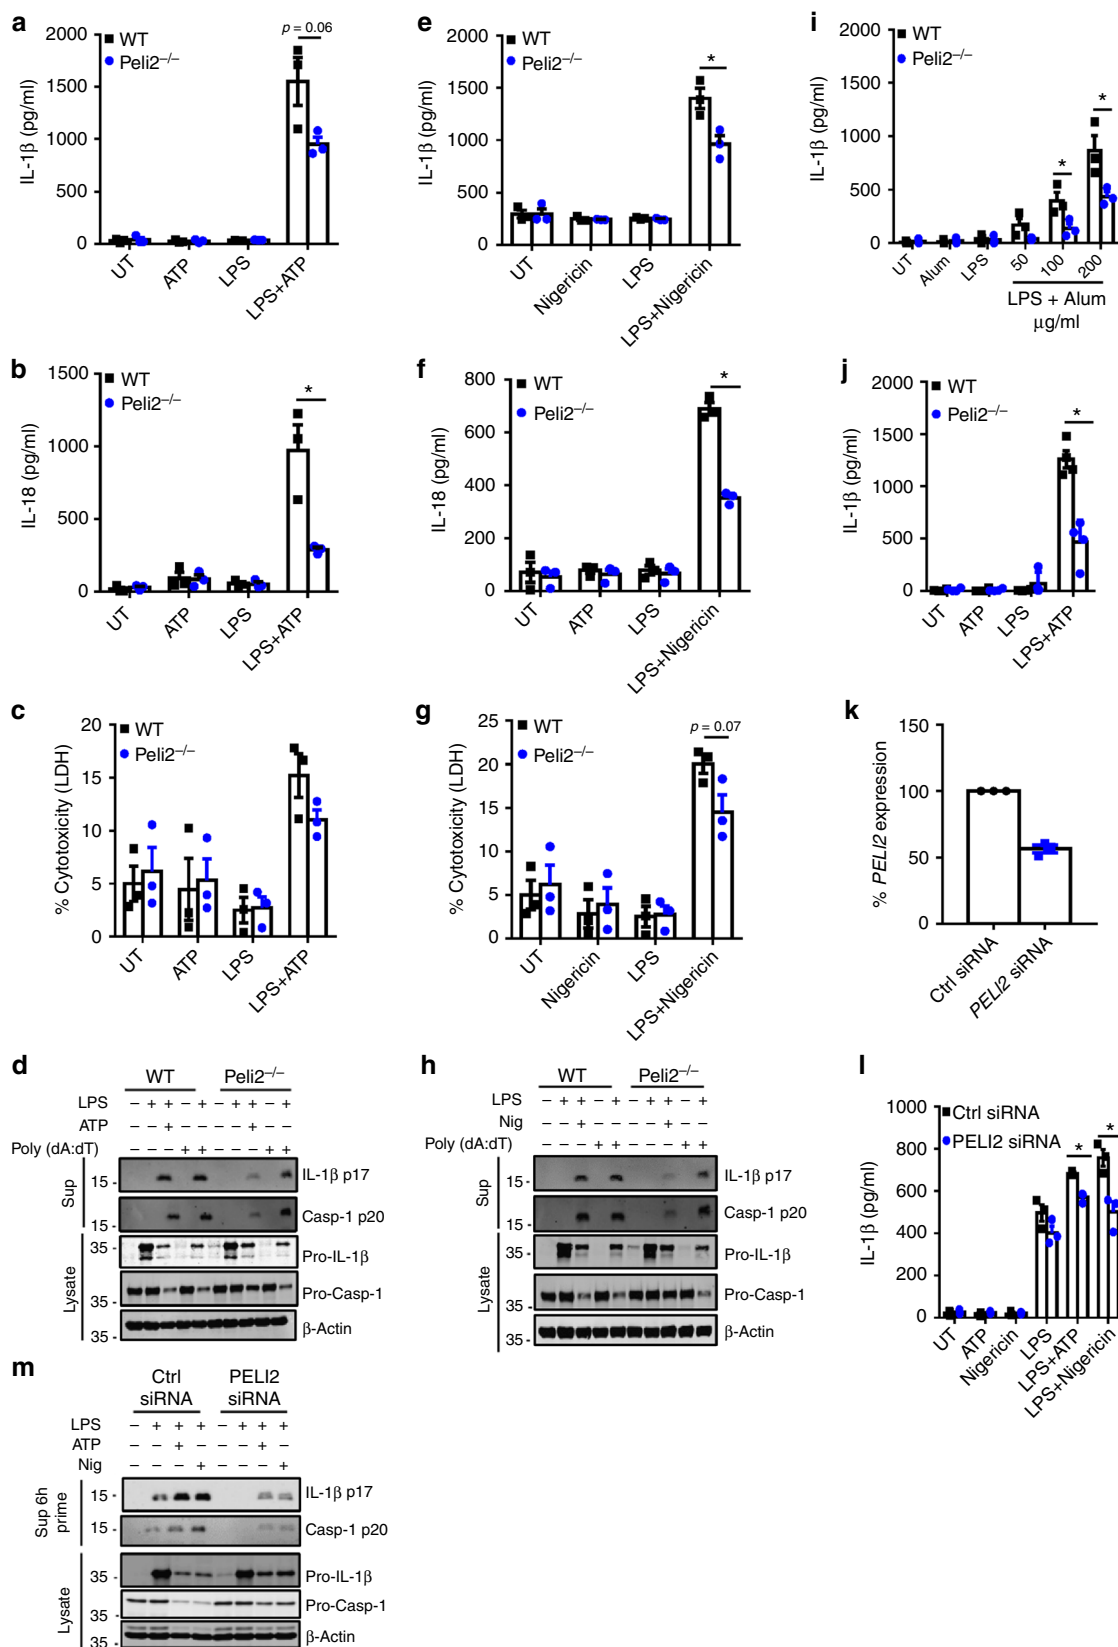 a
2000
1500
1000
500
0
IL-1β (pg/ml)
WT
Peli2–/–
p = 0.06
UT
ATP
LPS
LPS+ATP
e
2000
1500
1000
500
0
IL-1β (pg/ml)
WT
Peli2–/–
*
UT
Nigericin
LPS
LPS+Nigericin
i
2000
1500
1000
500
0
IL-1β (pg/ml)
WT
Peli2–/–
*
*
UT
Alum
LPS
50
100
200
LPS + Alum
μg/ml
b
1500
1000
500
0
IL-18 (pg/ml)
WT
Peli2–/–
*
UT
ATP
LPS
LPS+ATP
f
800
600
400
200
0
IL-18 (pg/ml)
WT
Peli2–/–
*
UT
ATP
LPS
LPS+Nigericin
j
2000
1500
1000
500
0
IL-1β (pg/ml)
WT
Peli2–/–
*
UT
ATP
LPS
LPS+ATP
c
20
15
10
5
0
% Cytotoxicity (LDH)
WT
Peli2–/–
UT
ATP
LPS
LPS+ATP
g
25
20
15
10
5
0
% Cytotoxicity (LDH)
WT
Peli2–/–
p = 0.07
UT
Nigericin
LPS
LPS+Nigericin
k
150
100
50
0
% PELI2 expression
Ctrl siRNA
PELI2 siRNA
d
WT Peli2–/–
LPS – + + – + – + + – +
ATP – – + – – – – + – –
Poly (dA:dT) – – – + + – – – + +
Sup
15 - IL-1β p17
15 - Casp-1 p20
Lysate
35 - Pro-IL-1β
35 - Pro-Casp-1
35 - β-Actin
h
WT Peli2–/–
LPS – + + – + – + + – +
Nig – – + – – – – + – –
Poly (dA:dT) – – – + + – – – + +
Sup
15 - IL-1β p17
15 - Casp-1 p20
Lysate
35 - Pro-IL-1β
35 - Pro-Casp-1
35 - β-Actin
l
1000
800
600
400
200
0
IL-1β (pg/ml)
Ctrl siRNA
PELI2 siRNA
*
*
UT
ATP
Nigericin
LPS
LPS+ATP
LPS+Nigericin
m
Ctrl siRNA PELI2 siRNA
LPS – + + + – + + +
ATP – – + – – – + –
Nig – – – + – – – +
Sup 6h prime
15 - IL-1β p17
15 - Casp-1 p20
Lysate
35 - Pro-IL-1β
35 - Pro-Casp-1
35 - β-Actin